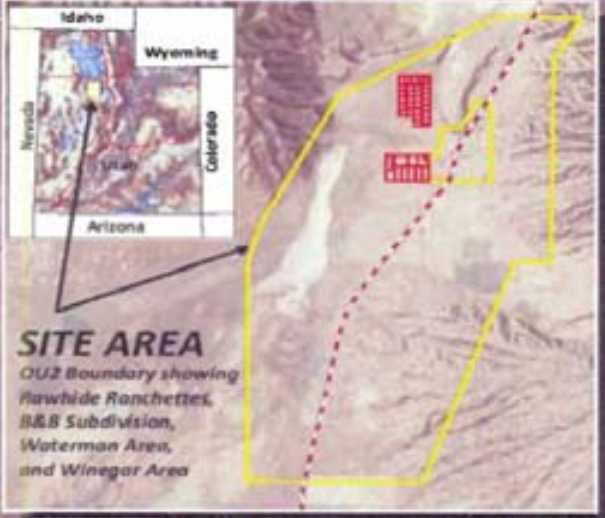 Idaho
Wyoming
Nevada
Utah
Colorado
Arizona
SITE AREA
OU2 Boundary showing
Rawhide Ranchettes,
B&B Subdivision,
Waterman Area,
and Winegar Area